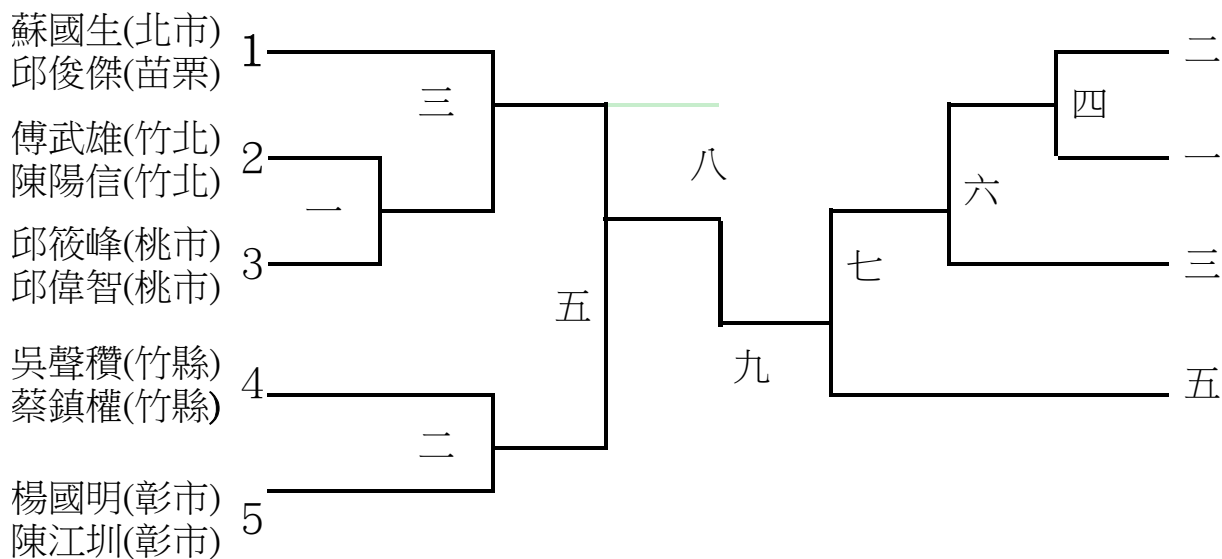 蘇國生(北市)
邱俊傑(苗栗)
1
傅武雄(竹北)
陳陽信(竹北)
2
邱筱峰(桃市)
邱偉智(桃市)
3
吳聲穳(竹縣)
蔡鎮權(竹縣)
4
楊國明(彰市)
陳江圳(彰市)
5
三
一
二
五
八
九
七
六
四
二
一
三
五